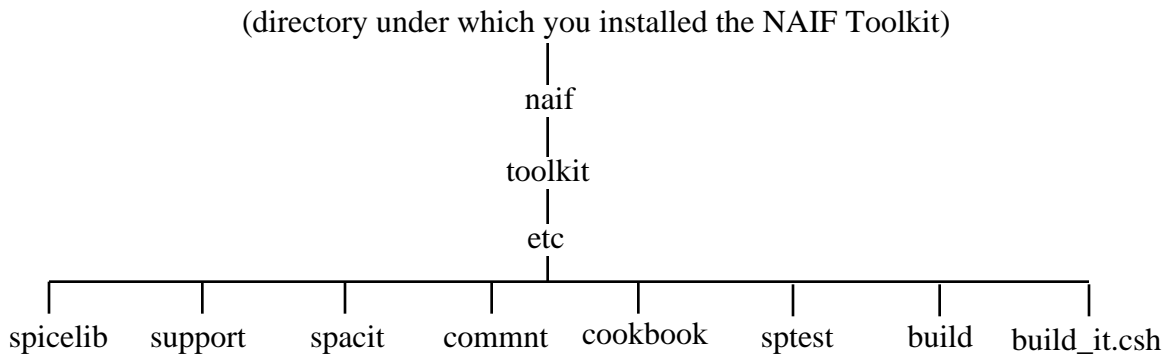 (directory under which you installed the NAIF Toolkit)
naif
toolkit
etc
spicelib support spacit commnt cookbook sptest build build_it.csh